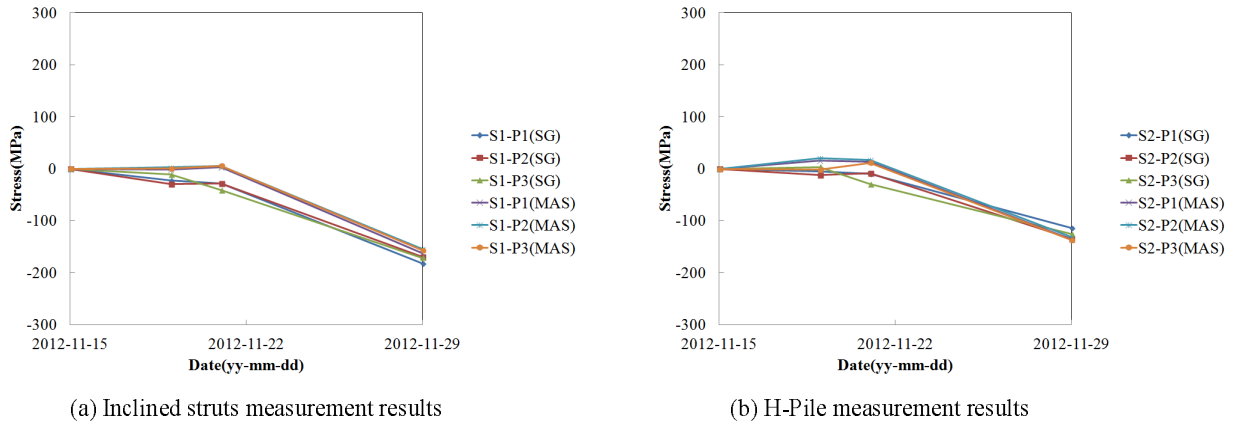 300
200
100
0
-100
-200
-300
Stress(MPa)
2012-11-15
2012-11-22
2012-11-29
Date(yy-mm-dd)
S1-P1(SG)
S1-P2(SG)
S1-P3(SG)
S1-P1(MAS)
S1-P2(MAS)
S1-P3(MAS)
(a) Inclined struts measurement results
300
200
100
0
-100
-200
-300
Stress(MPa)
2012-11-15
2012-11-22
2012-11-29
Date(yy-mm-dd)
S2-P1(SG)
S2-P2(SG)
S2-P3(SG)
S2-P1(MAS)
S2-P2(MAS)
S2-P3(MAS)
(b) H-Pile measurement results